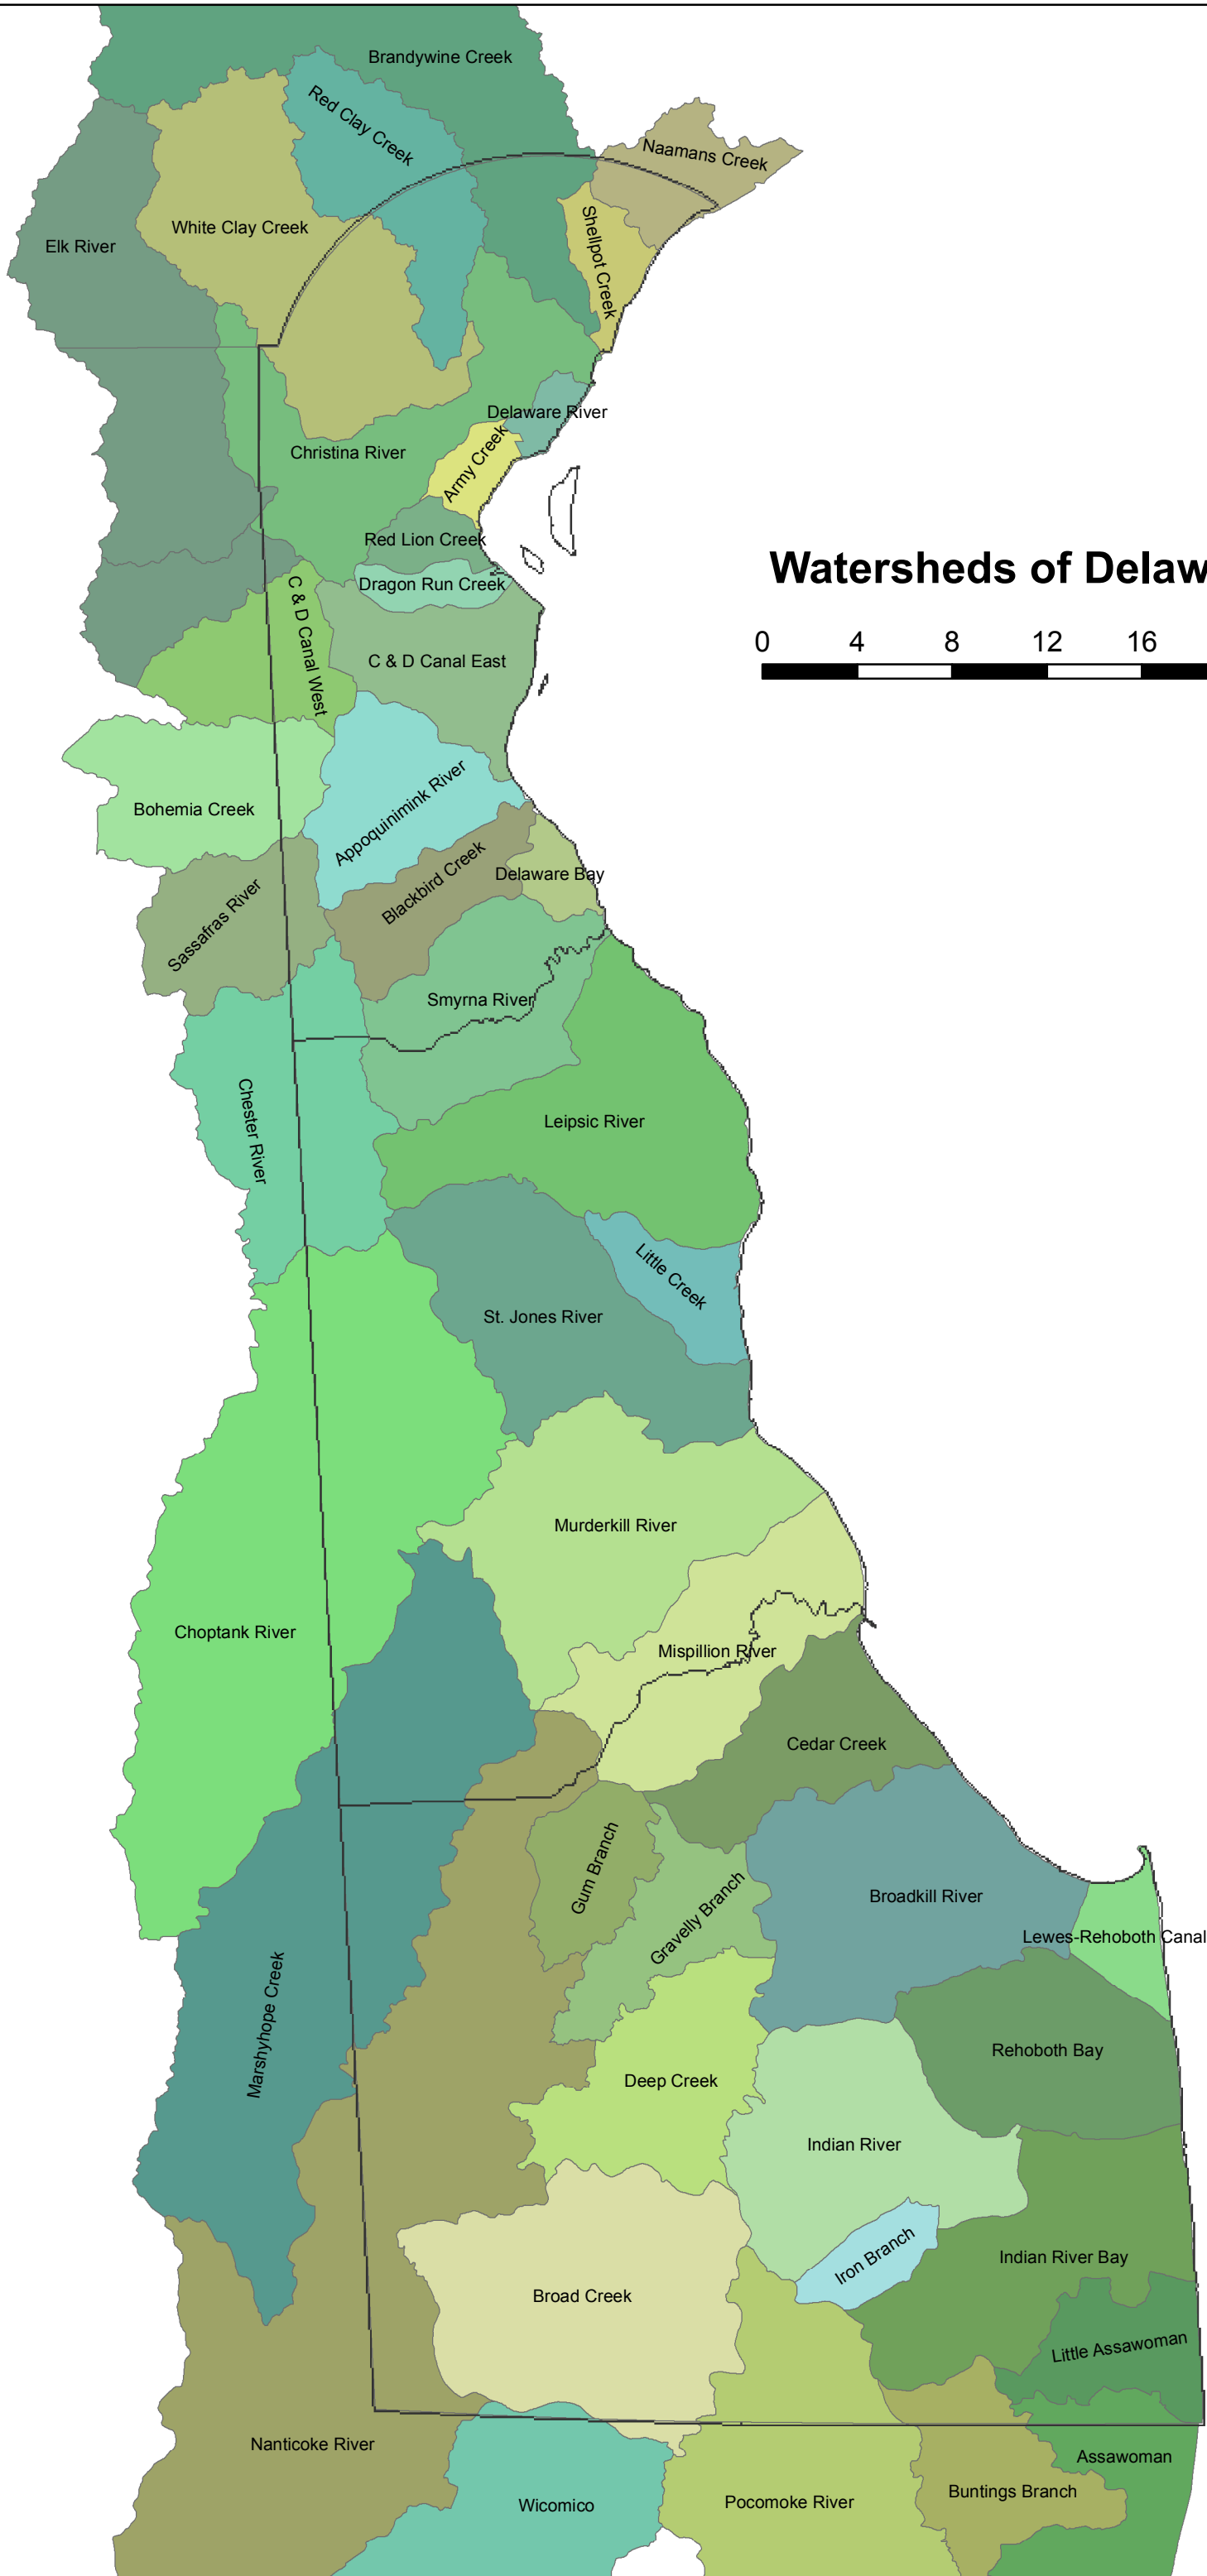 Brandywine Creek
Red Clay Creek
Naamans Creek
White Clay Creek
Shellpot Creek
Elk River
Delaware River
Christina River
Army Creek
Red Lion Creek
Watersheds of Delaw
Dragon Run Creek
C & D Canal West
0 4 8 12 16
C & D Canal East
Appoquinimink River
Bohemia Creek
Blackbird Creek
Delaware Bay
Sassafras River
Smyrna River
Leipsic River
Chester River
Little Creek
St. Jones River
Murderkill River
Choptank River
Mispillion River
Cedar Creek
Gum Branch
Broadkill River
Gravelly Branch
Lewes-Rehoboth Canal
Marshyhope Creek
Rehoboth Bay
Deep Creek
Indian River
Iron Branch
Indian River Bay
Broad Creek
Little Assawoman
Nanticoke River
Assawoman
Buntings Branch
Wicomico
Pocomoke River